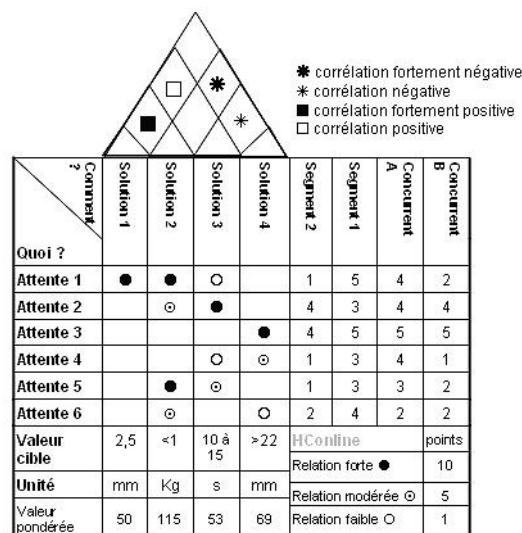 ✱ corrélation fortement négative
✳ corrélation négative
■ corrélation fortement positive
□ corrélation positive
Comment ? Solution 1 Solution 2 Solution 3 Solution 4 Segment 2 Segment 1 Concurrent A Concurrent B
Quoi ?
Attente 1 ● ● ○ 1 5 4 2
Attente 2 ⊙ ● 4 3 4 4
Attente 3 ● 4 5 5 5
Attente 4 ○ ⊙ 1 3 4 1
Attente 5 ● ⊙ 1 3 3 2
Attente 6 ⊙ ○ 2 4 2 2
Valeur cible 2,5 <1 10 à 15 >22 HConline points
Relation forte ● 10
Unité mm Kg s mm
Relation modérée ⊙ 5
Valeur pondérée 50 115 53 69 Relation faible ○ 1